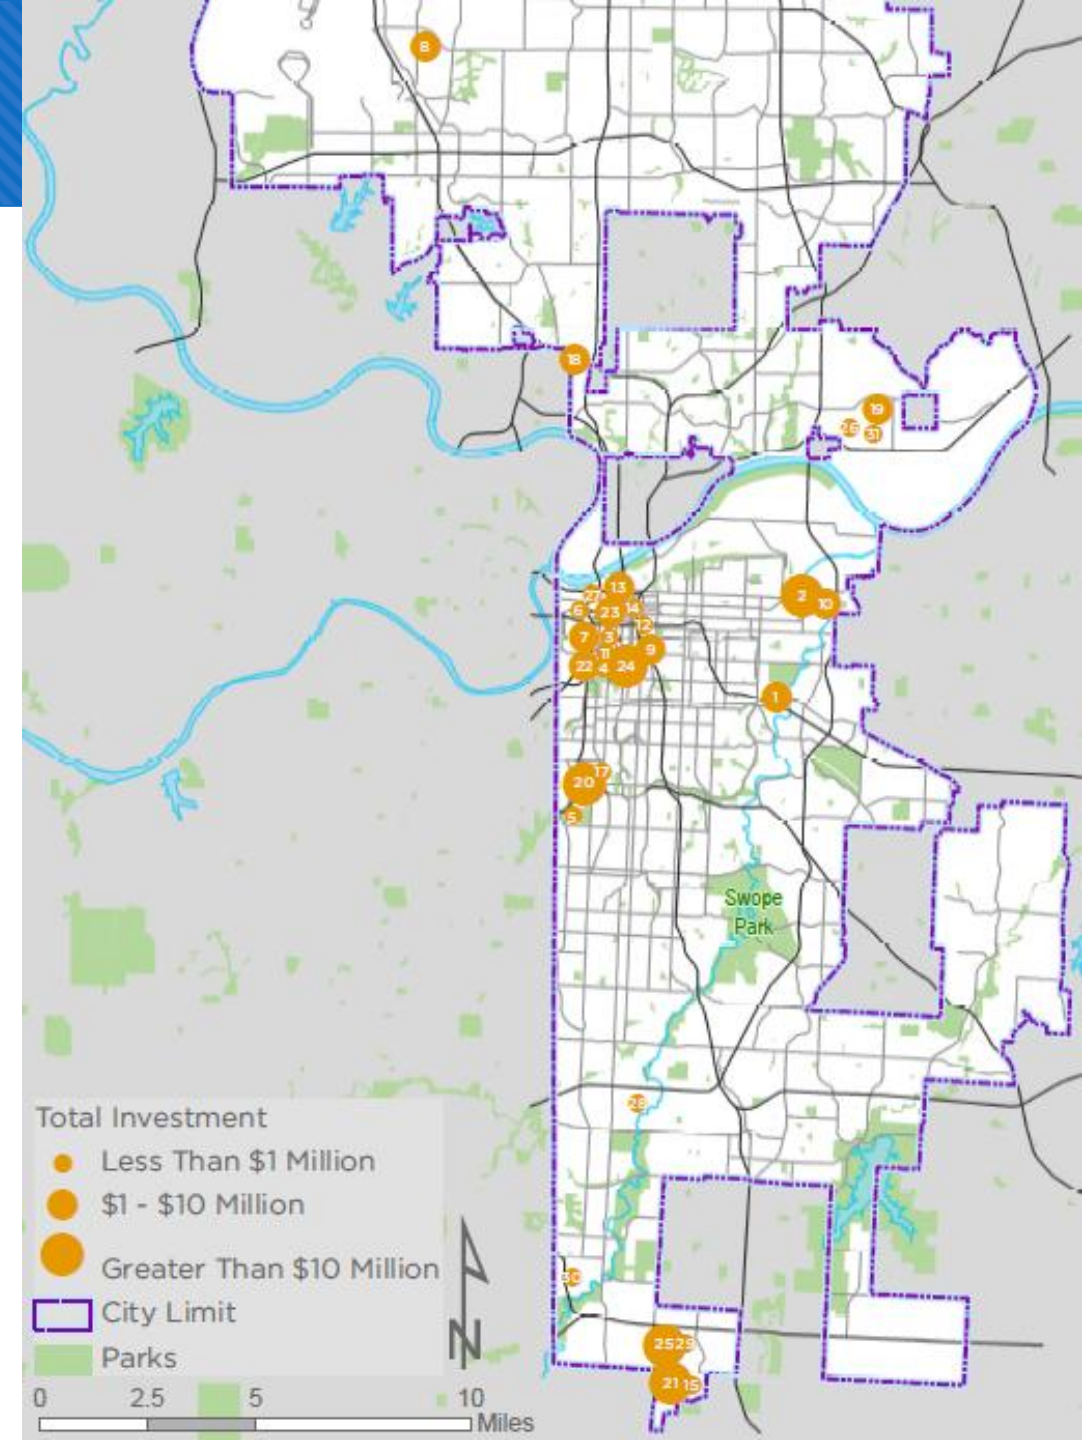 8
18
19
26
31
13
27
2
10
6
23
14
12
7
3
9
11
22
4
24
1
17
20
5
Swope
Park
28
Total Investment
Less Than $1 Million
$1 - $10 Million
Greater Than $10 Million
City Limit
Parks
N
0 2.5 5 10
Miles
30
25 29
21 15